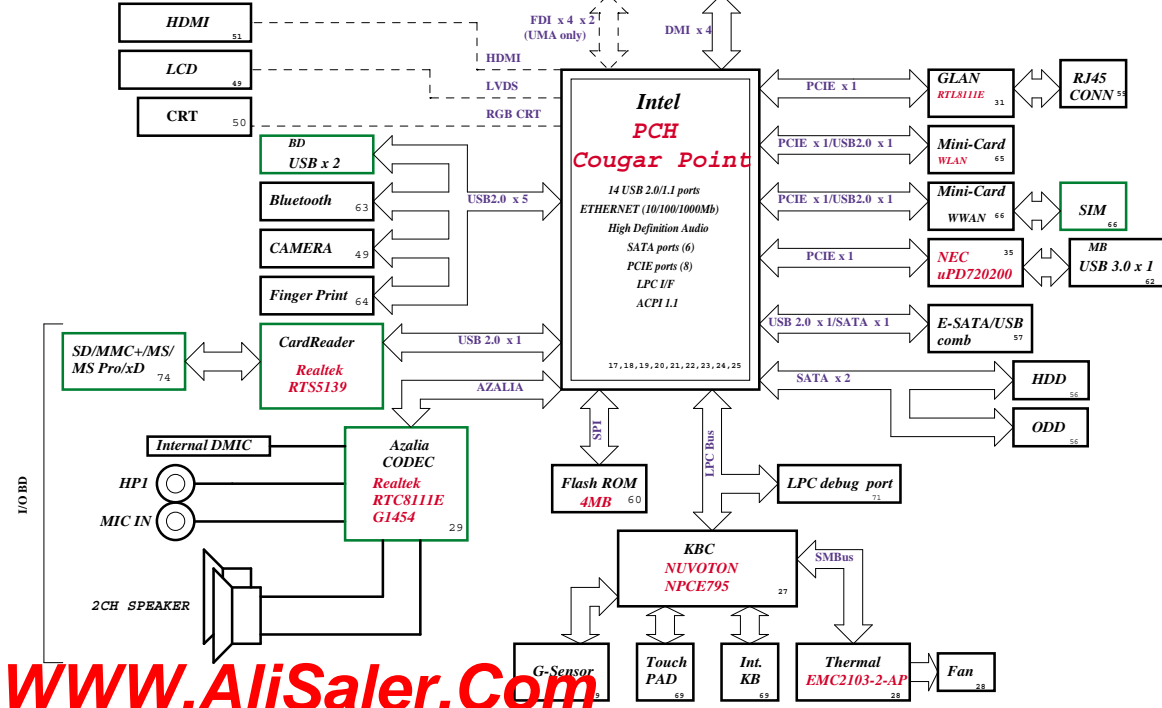 FDI x 4 x 2
(UMA only)
DMI x 4
HDMI
51
LCD
49
CRT 50
HDMI
LVDS
RGB CRT
BD
USB x 2
Bluetooth 63
CAMERA 49
Finger Print 64
USB2.0 x 5
Intel
PCH
Cougar Point
14 USB 2.0/1.1 ports
ETHERNET (10/100/1000Mb)
High Definition Audio
SATA ports (6)
PCIE ports (8)
LPC I/F
ACPI 1.1
17,18,19,20,21,22,23,24,25
PCIE x 1
GLAN
RTL8111E
31
RJ45
CONN 59
PCIE x 1/USB2.0 x 1
Mini-Card
WLAN 65
PCIE x 1/USB2.0 x 1
Mini-Card
WWAN 66
SIM
66
PCIE x 1
NEC 35
uPD720200
MB
USB 3.0 x 1
62
USB 2.0 x 1/SATA x 1
E-SATA/USB
comb 57
SATA x 2
HDD
56
ODD
56
I/O BD
SD/MMC+/MS/
MS Pro/xD
74
CardReader
Realtek
RTS5139
USB 2.0 x 1
AZALIA
Internal DMIC
HP1
MIC IN
Azalia
CODEC
Realtek
RTC8111E
G1454
29
2CH SPEAKER
SPI
Flash ROM
4MB 60
LPC Bus
LPC debug port
71
KBC
NUVOTON
NPCE795
27
SMBus
G-Sensor
Touch
PAD
69
Int.
KB
69
Thermal
EMC2103-2-AP
28
Fan
28
WWW.AliSaler.Com